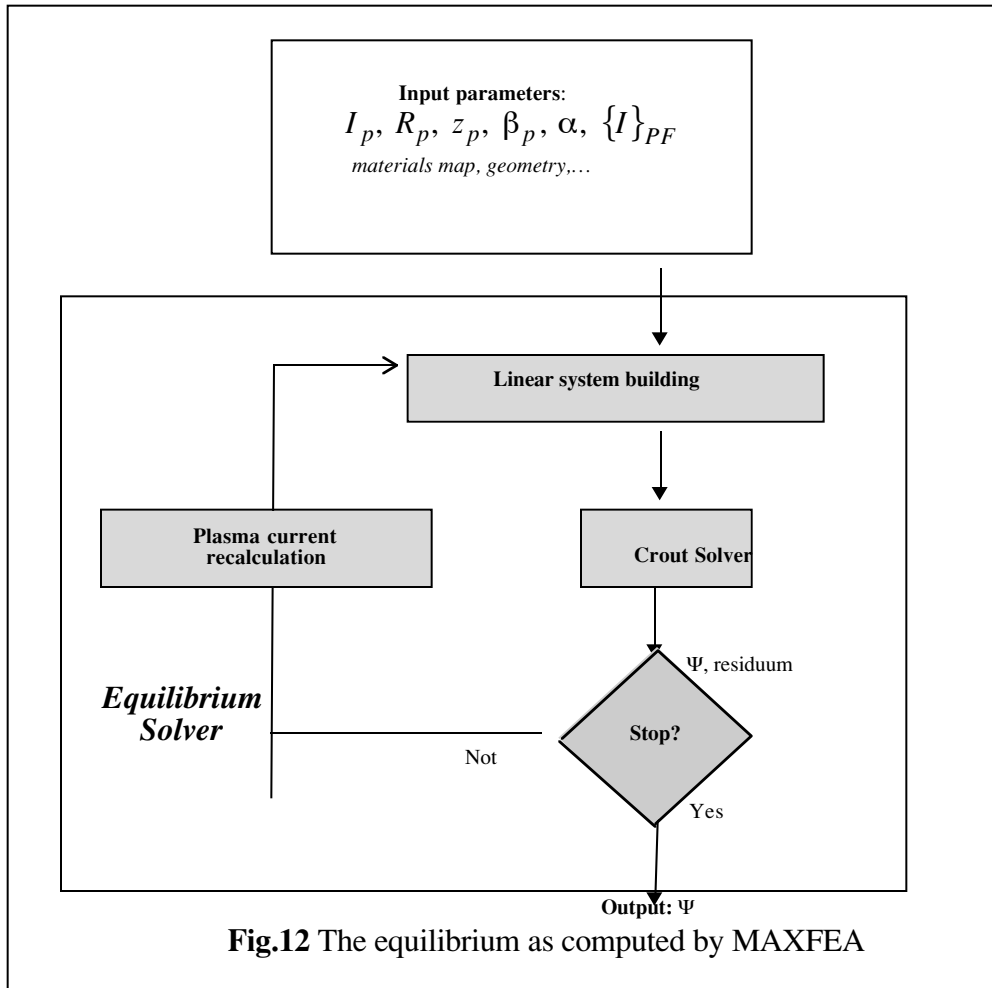 Input parameters:
I_p, R_p, z_p, β_p, α, {I}_PF
materials map, geometry,...
Linear system building
Plasma current
recalculation
Crout Solver
Ψ, residuum
Equilibrium
Solver
Stop?
Not
Yes
Output: Ψ
Fig.12 The equilibrium as computed by MAXFEA